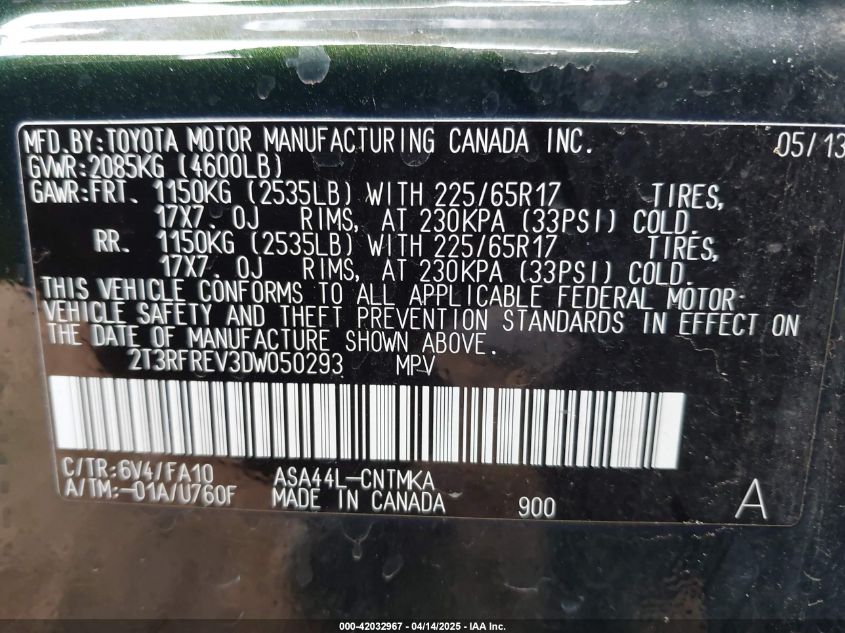 MFD.BY:TOYOTA MOTOR MANUFACTURING CANADA INC. 05/13
GVWR:2085KG (4600LB)
GAWR:FRT. 1150KG (2535LB) WITH 225/65R17 TIRES,
17X7.0J RIMS, AT 230KPA (33PSI) COLD.
RR. 1150KG (2535LB) WITH 225/65R17 TIRES,
17X7.0J RIMS, AT 230KPA (33PSI) COLD.
THIS VEHICLE CONFORMS TO ALL APPLICABLE FEDERAL MOTOR
VEHICLE SAFETY AND THEFT PREVENTION STANDARDS IN EFFECT ON
THE DATE OF MANUFACTURE SHOWN ABOVE.
2T3RFREV3DW050293 MPV
C/TR:6V4/FA10 ASA44L-CNTMKA
A/TM:-01A/U760F MADE IN CANADA 900 A
000-42032967 - 04/14/2025 - IAA Inc.